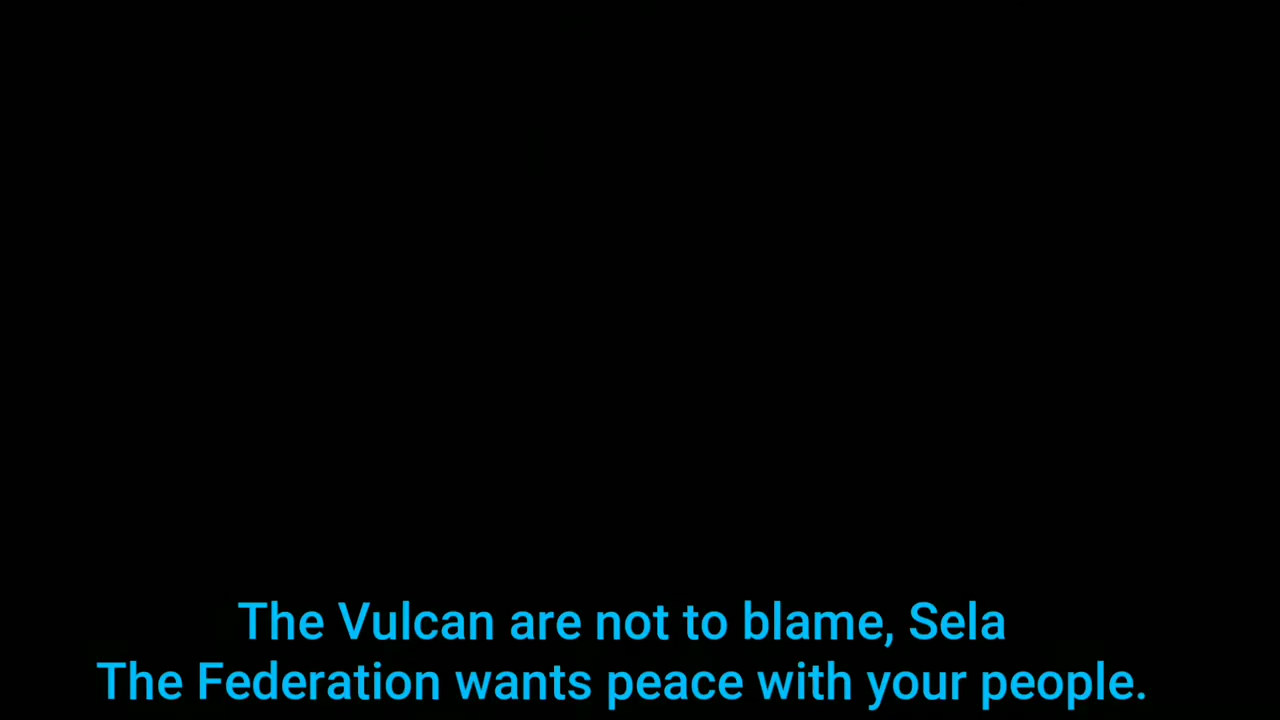 The Vulcan are not to blame, Sela
The Federation wants peace with your people.